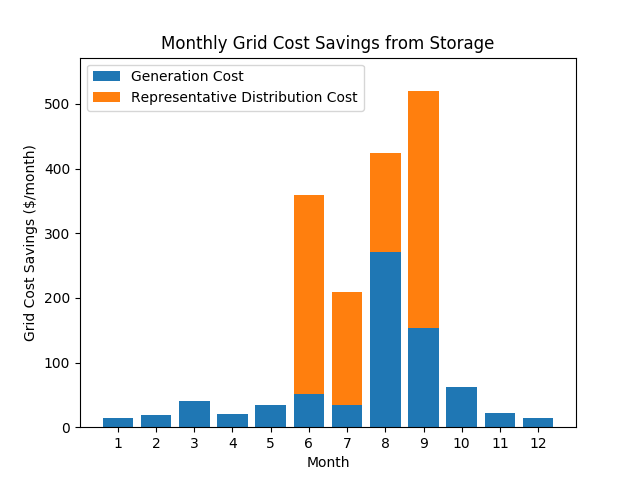 Monthly Grid Cost Savings from Storage
Generation Cost
Representative Distribution Cost
Grid Cost Savings ($/month)
500
400
300
200
100
0
1 2 3 4 5 6 7 8 9 10 11 12
Month